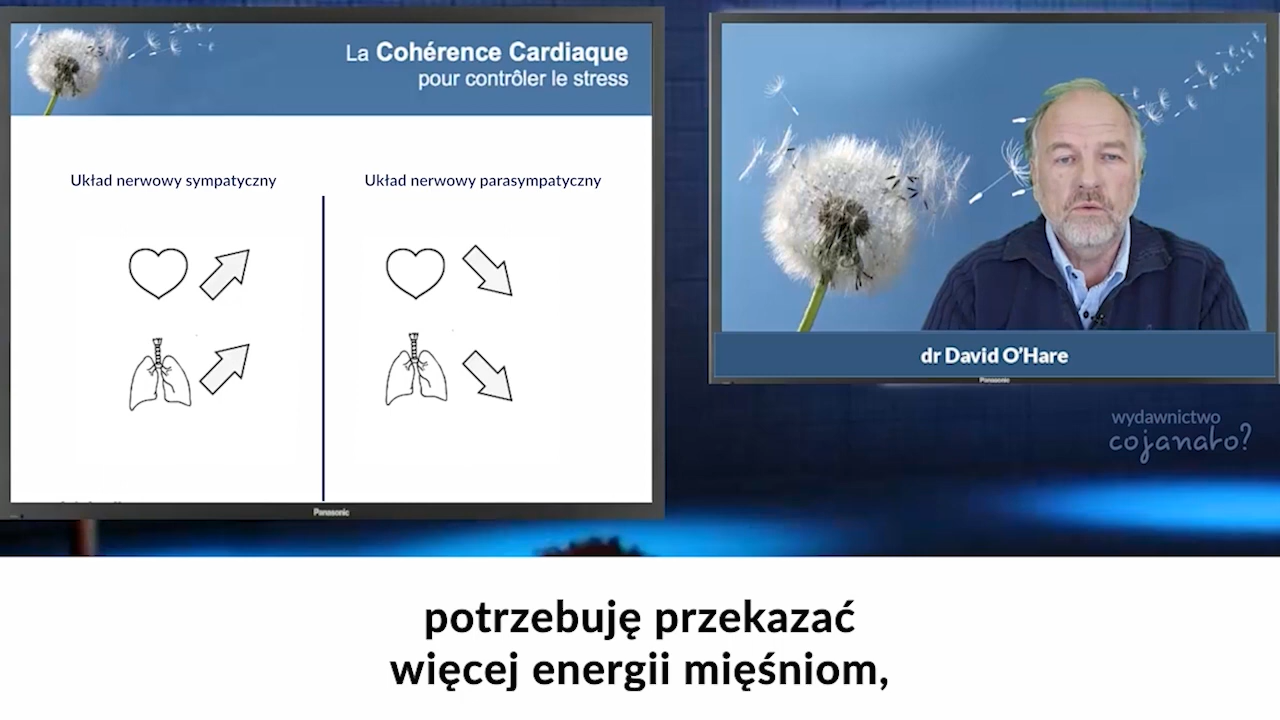 La Cohérence Cardiaque
pour contrôler le stress
Układ nerwowy sympatyczny
Układ nerwowy parasympatyczny
Panasonic
dr David O'Hare
Panasonic
wydawnictwo
cojanato?
potrzebuję przekazać
więcej energii mięśniom,